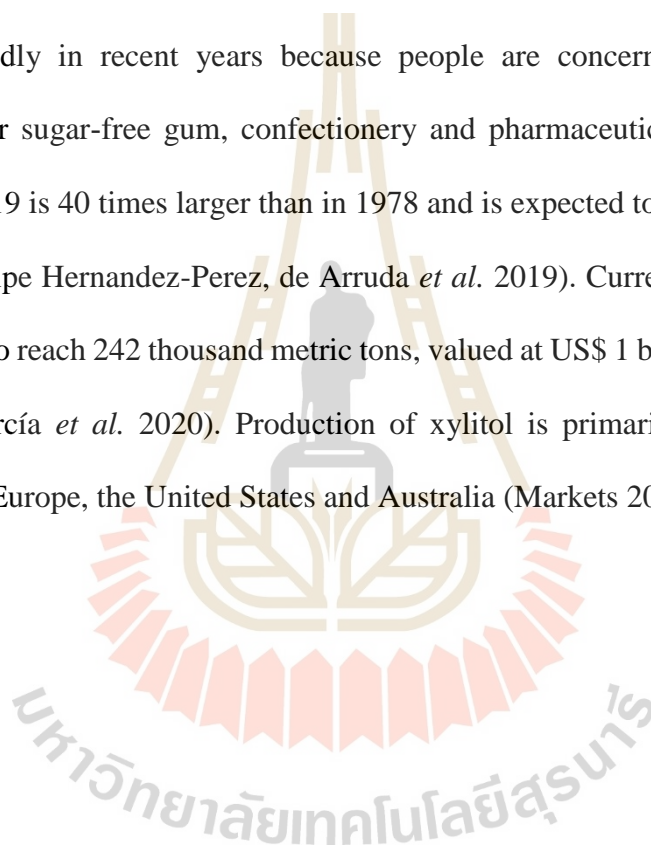 dly in recent years because people are concern
r sugar-free gum, confectionery and pharmaceutic
19 is 40 times larger than in 1978 and is expected to
pe Hernandez-Perez, de Arruda et al. 2019). Curre
o reach 242 thousand metric tons, valued at US$ 1 b
rcía et al. 2020). Production of xylitol is primari
Europe, the United States and Australia (Markets 20
มหาวิทยาลัยเทคโนโลยีสุรนารี